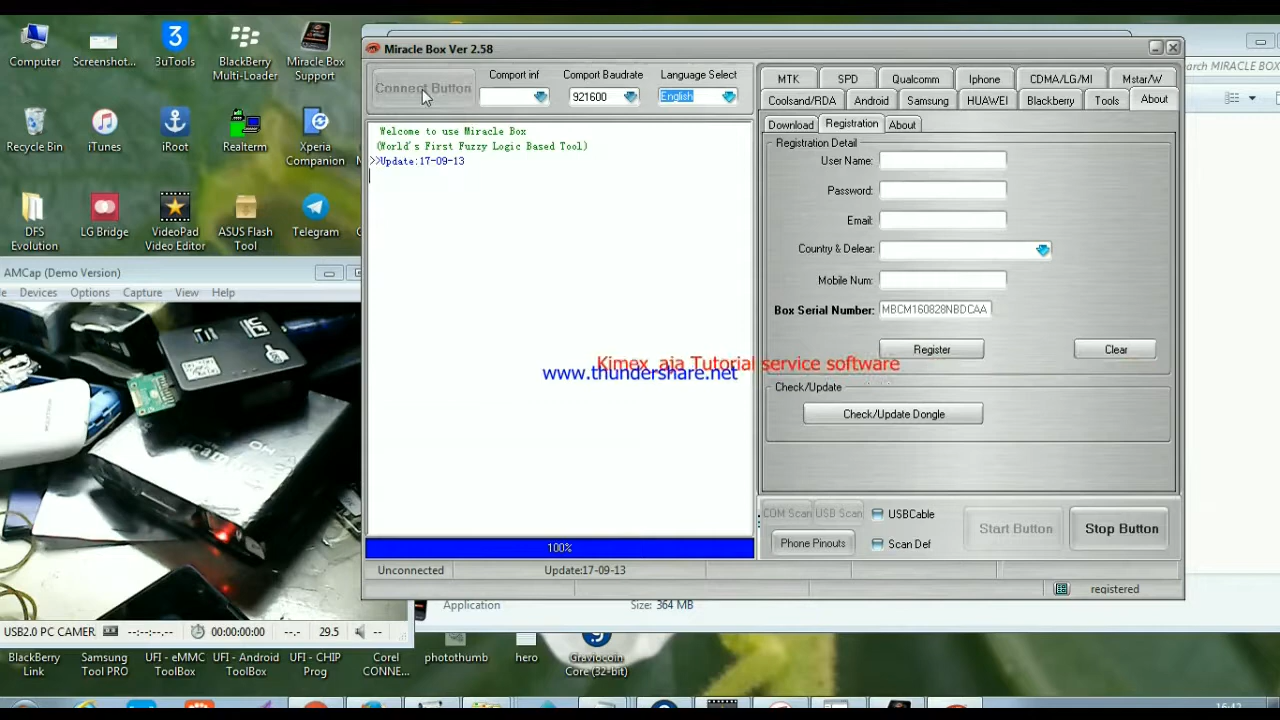 Computer
Screenshot...
3uTools
BlackBerry
Multi-Loader
Miracle Box
Support
Recycle Bin
iTunes
iRoot
Realterm
Xperia
Companion
DFS
Evolution
LG Bridge
VideoPad
Video Editor
ASUS Flash
Tool
Telegram
AMCap (Demo Version)
Devices Options Capture View Help
USB2.0 PC CAMER --:--:--.-- 00:00:00:00 --.- 29.5 --
BlackBerry
Link
Samsung
Tool PRO
UFI - eMMC
ToolBox
UFI - Android
ToolBox
UFI - CHIP
Prog
Corel
CONNE...
photothumb
hero
Graviocoin
Core (32-bit)
Miracle Box Ver 2.58
Connect Button
Comport inf
Comport Baudrate
921600
Language Select
English
Welcome to use Miracle Box
(World's First Fuzzy Logic Based Tool)
>>Update:17-09-13
100%
Unconnected Update:17-09-13
MTK SPD Qualcomm Iphone CDMA/LG/MI Mstar/W
Coolsand/RDA Android Samsung HUAWEI Blackberry Tools About
Download Registration About
Registration Detail
User Name:
Password:
Email:
Country & Delear:
Mobile Num:
Box Serial Number: MBCM160828NBDCAA
Register Clear
Kimex aja Tutorial service software
www.thundershare.net
Check/Update
Check/Update Dongle
COM Scan USB Scan USBCable
Phone Pinouts Scan Def
Start Button Stop Button
registered
Application Size: 364 MB
arch MIRACLE BOX
16:42